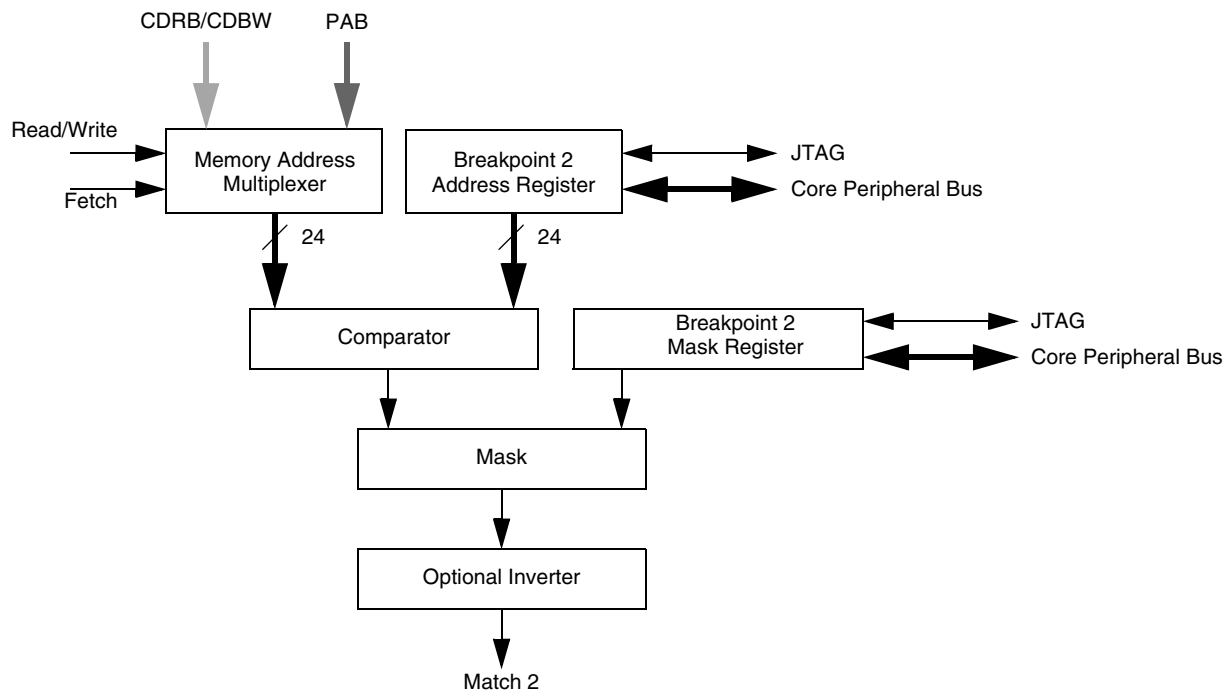 CDRB/CDBW
PAB
Read/Write
Fetch
Memory Address
Multiplexer
Breakpoint 2
Address Register
JTAG
Core Peripheral Bus
24
24
Comparator
Breakpoint 2
Mask Register
JTAG
Core Peripheral Bus
Mask
Optional Inverter
Match 2